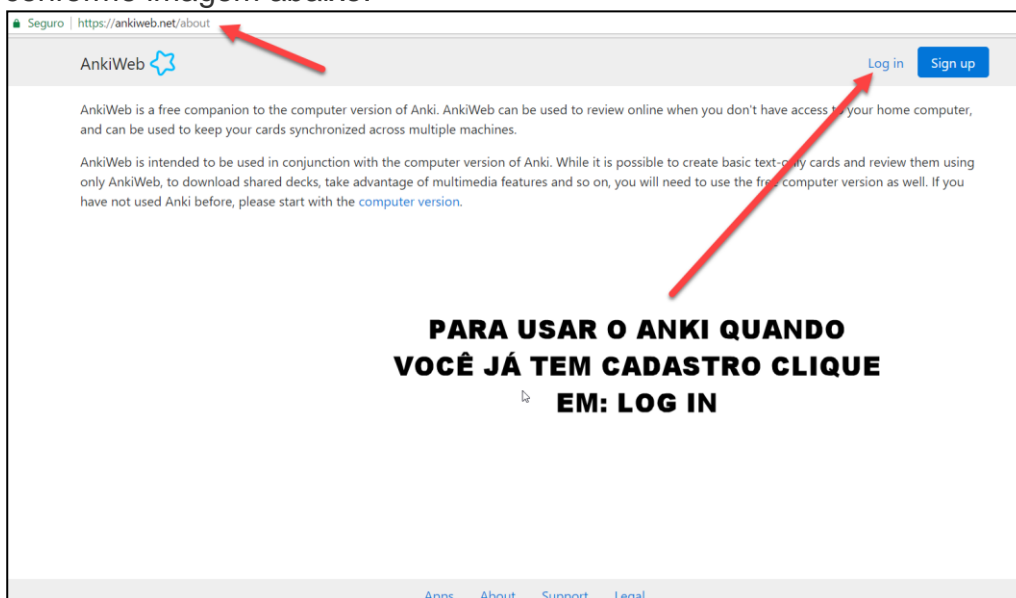 conforme imagem abaixo.
Seguro | https://ankiweb.net/about
AnkiWeb
Log in
Sign up
AnkiWeb is a free companion to the computer version of Anki. AnkiWeb can be used to review online when you don't have access to your home computer,
and can be used to keep your cards synchronized across multiple machines.
AnkiWeb is intended to be used in conjunction with the computer version of Anki. While it is possible to create basic text-only cards and review them using
only AnkiWeb, to download shared decks, take advantage of multimedia features and so on, you will need to use the free computer version as well. If you
have not used Anki before, please start with the computer version.
PARA USAR O ANKI QUANDO
VOCÊ JÁ TEM CADASTRO CLIQUE
EM: LOG IN
Apps About Support Legal